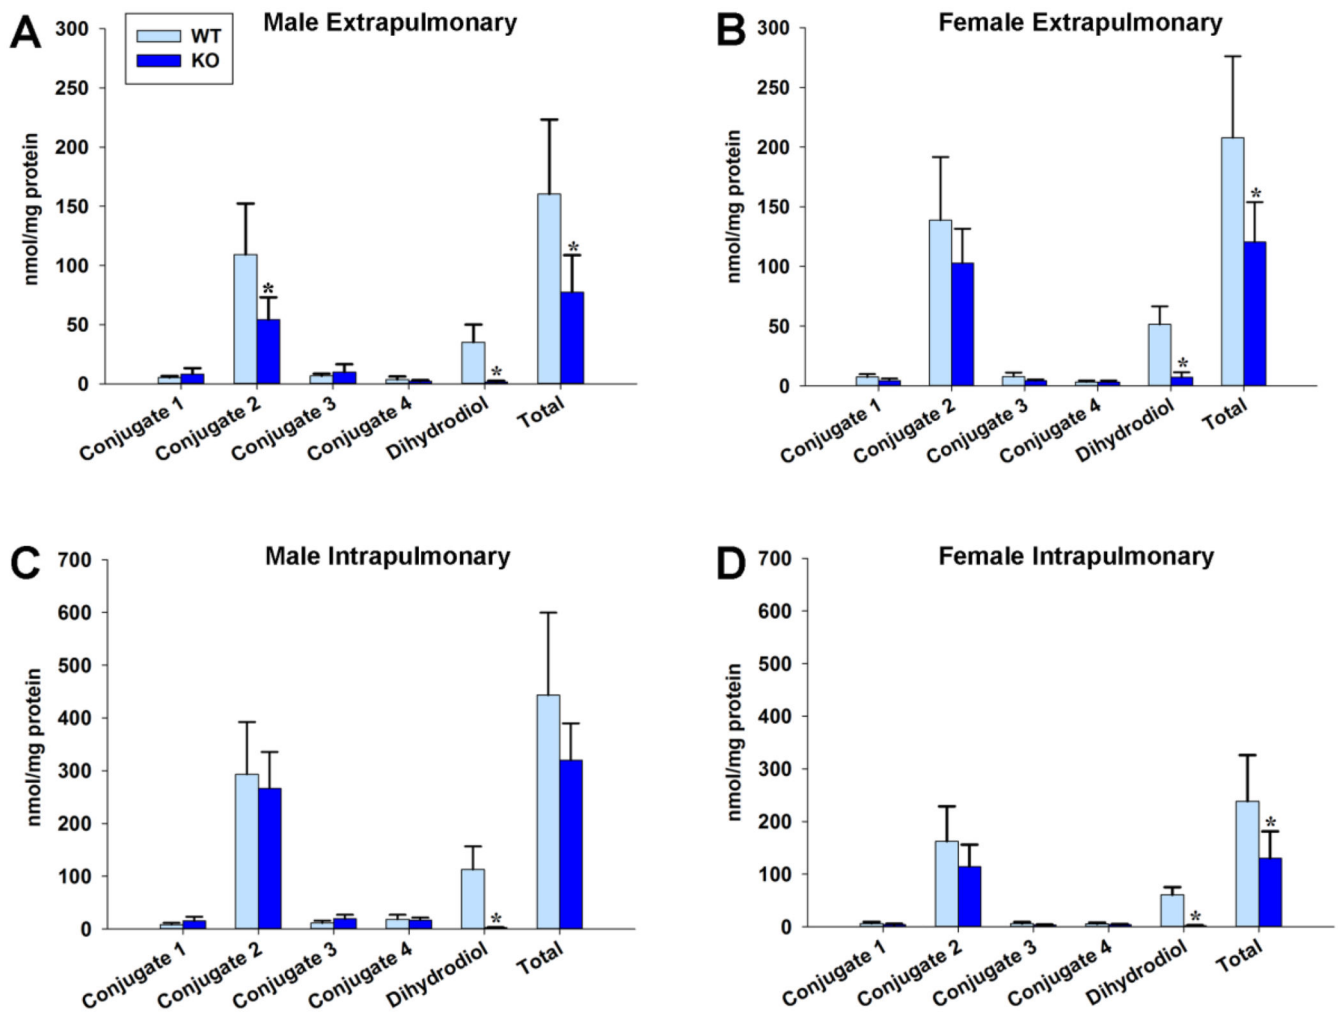 A
Male Extrapulmonary
WT
KO
300
250
200
150
100
50
0
nmol/mg protein
*
*
*
Conjugate 1
Conjugate 2
Conjugate 3
Conjugate 4
Dihydrodiol
Total
B
Female Extrapulmonary
300
250
200
150
100
50
0
nmol/mg protein
*
*
Conjugate 1
Conjugate 2
Conjugate 3
Conjugate 4
Dihydrodiol
Total
C
Male Intrapulmonary
700
600
500
400
300
200
100
0
nmol/mg protein
*
Conjugate 1
Conjugate 2
Conjugate 3
Conjugate 4
Dihydrodiol
Total
D
Female Intrapulmonary
700
600
500
400
300
200
100
0
nmol/mg protein
*
*
Conjugate 1
Conjugate 2
Conjugate 3
Conjugate 4
Dihydrodiol
Total